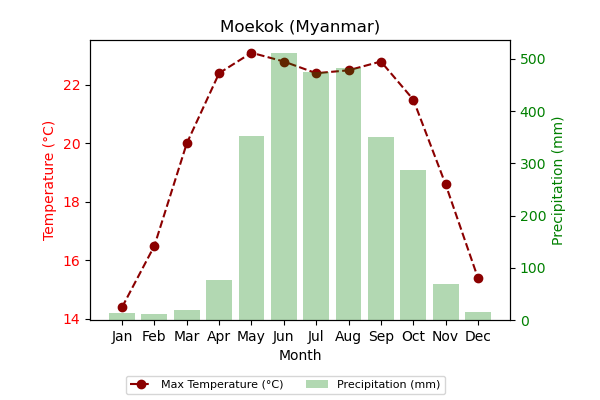 Moekok (Myanmar)
Temperature (°C)
22
20
18
16
14
500
400
300
200
100
0
Precipitation (mm)
Jan Feb Mar Apr May Jun Jul Aug Sep Oct Nov Dec
Month
Max Temperature (°C) Precipitation (mm)